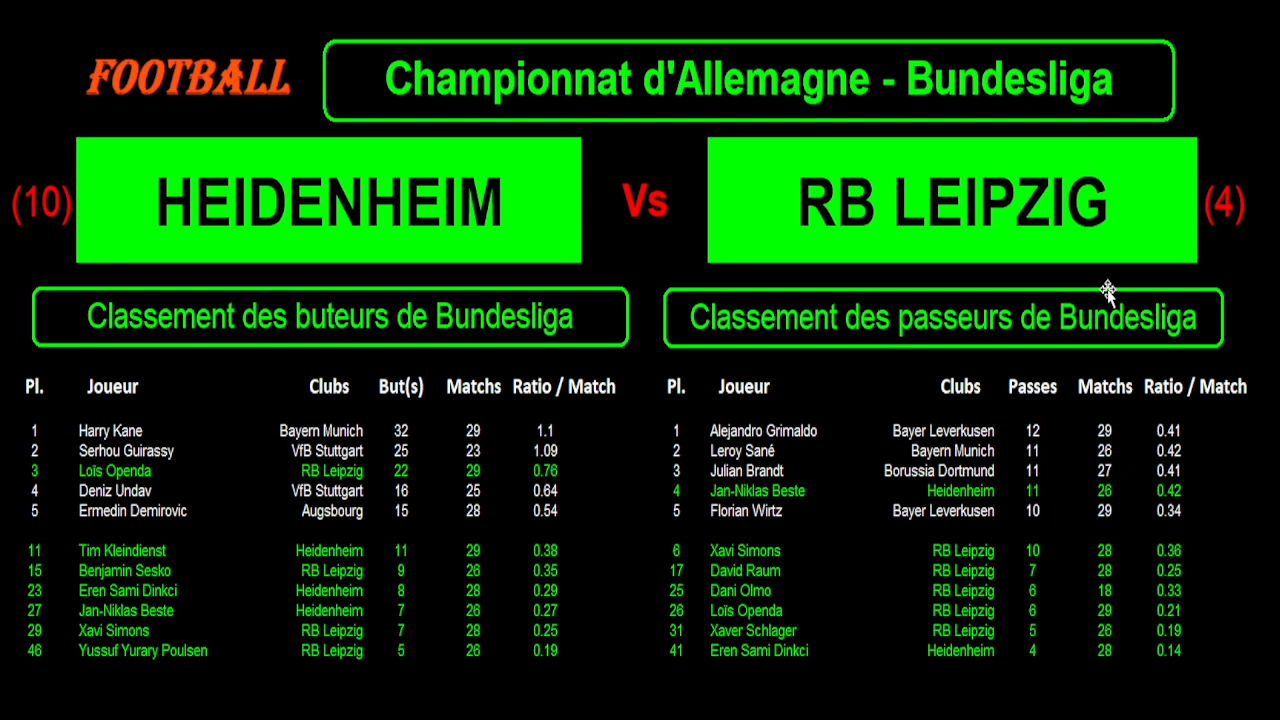 FOOTBALL
Championnat d'Allemagne - Bundesliga
(10) HEIDENHEIM Vs RB LEIPZIG (4)
Classement des buteurs de Bundesliga
Pl. Joueur Clubs But(s) Matchs Ratio / Match
1 Harry Kane Bayern Munich 32 29 1.1
2 Serhou Guirassy VfB Stuttgart 25 23 1.09
3 Loïs Openda RB Leipzig 22 29 0.76
4 Deniz Undav VfB Stuttgart 16 25 0.64
5 Ermedin Demirovic Augsbourg 15 28 0.54
11 Tim Kleindienst Heidenheim 11 29 0.38
15 Benjamin Sesko RB Leipzig 9 26 0.35
23 Eren Sami Dinkci Heidenheim 8 28 0.29
27 Jan-Niklas Beste Heidenheim 7 26 0.27
29 Xavi Simons RB Leipzig 7 28 0.25
46 Yussuf Yurary Poulsen RB Leipzig 5 26 0.19
Classement des passeurs de Bundesliga
Pl. Joueur Clubs Passes Matchs Ratio / Match
1 Alejandro Grimaldo Bayer Leverkusen 12 29 0.41
2 Leroy Sané Bayern Munich 11 26 0.42
3 Julian Brandt Borussia Dortmund 11 27 0.41
4 Jan-Niklas Beste Heidenheim 11 26 0.42
5 Florian Wirtz Bayer Leverkusen 10 29 0.34
6 Xavi Simons RB Leipzig 10 28 0.36
17 David Raum RB Leipzig 7 28 0.25
25 Dani Olmo RB Leipzig 6 18 0.33
26 Loïs Openda RB Leipzig 6 29 0.21
31 Xaver Schlager RB Leipzig 5 26 0.19
41 Eren Sami Dinkci Heidenheim 4 28 0.14